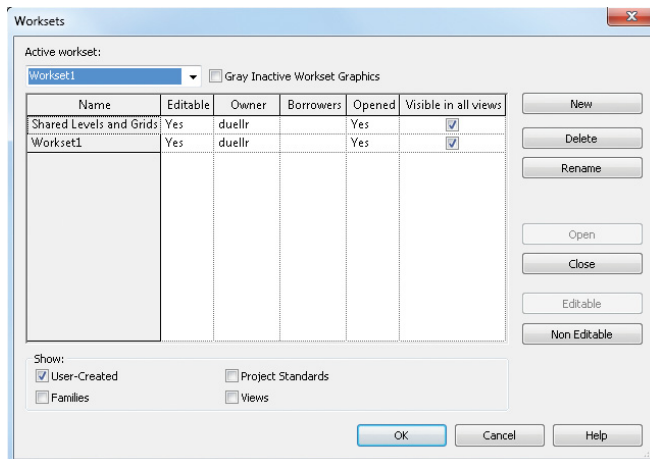 Worksets
Active workset:
Workset1
Gray Inactive Workset Graphics
Name Editable Owner Borrowers Opened Visible in all views
Shared Levels and Grids Yes duellr Yes
Workset1 Yes duellr Yes
New
Delete
Rename
Open
Close
Editable
Non Editable
Show:
User-Created Project Standards
Families Views
OK Cancel Help